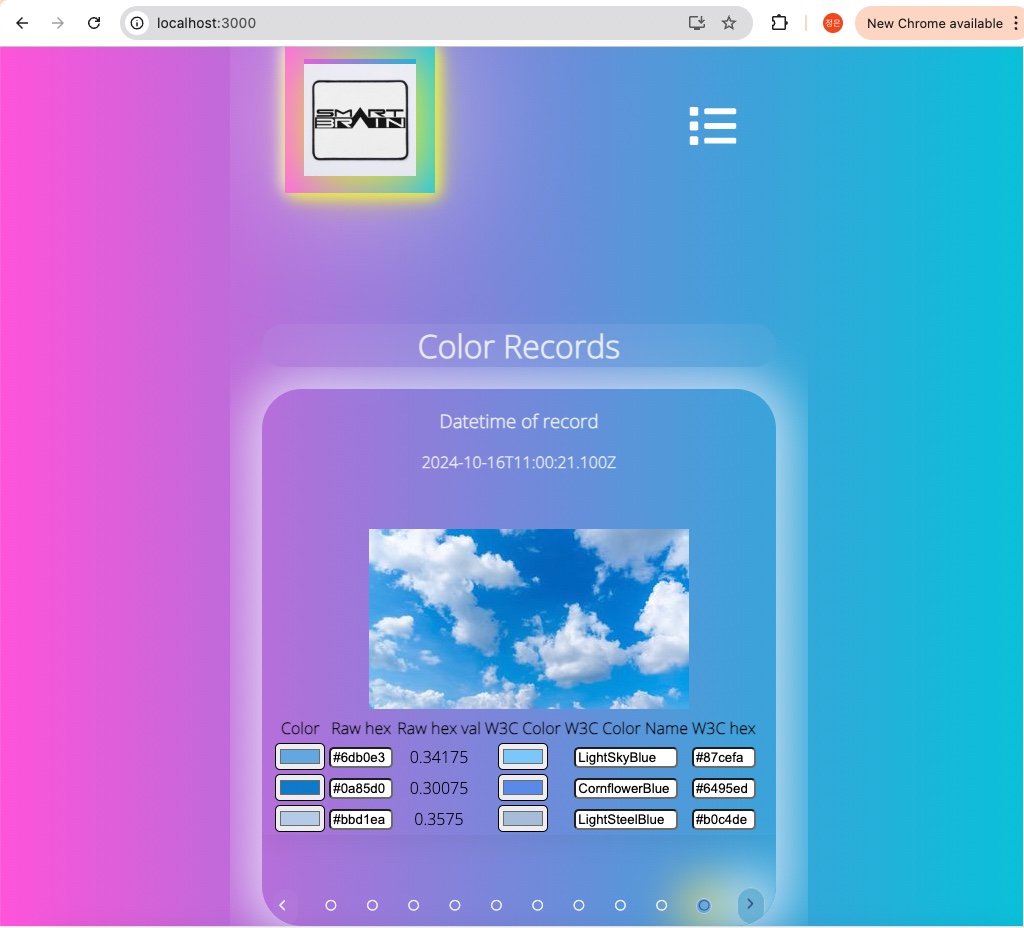 localhost:3000
정은
New Chrome available
SMART
BRAIN
Color Records
Datetime of record
2024-10-16T11:00:21.100Z
Color Raw hex Raw hex val W3C Color W3C Color Name W3C hex
#6db0e3 0.34175 LightSkyBlue #87cefa
#0a85d0 0.30075 CornflowerBlue #6495ed
#bbd1ea 0.3575 LightSteelBlue #b0c4de